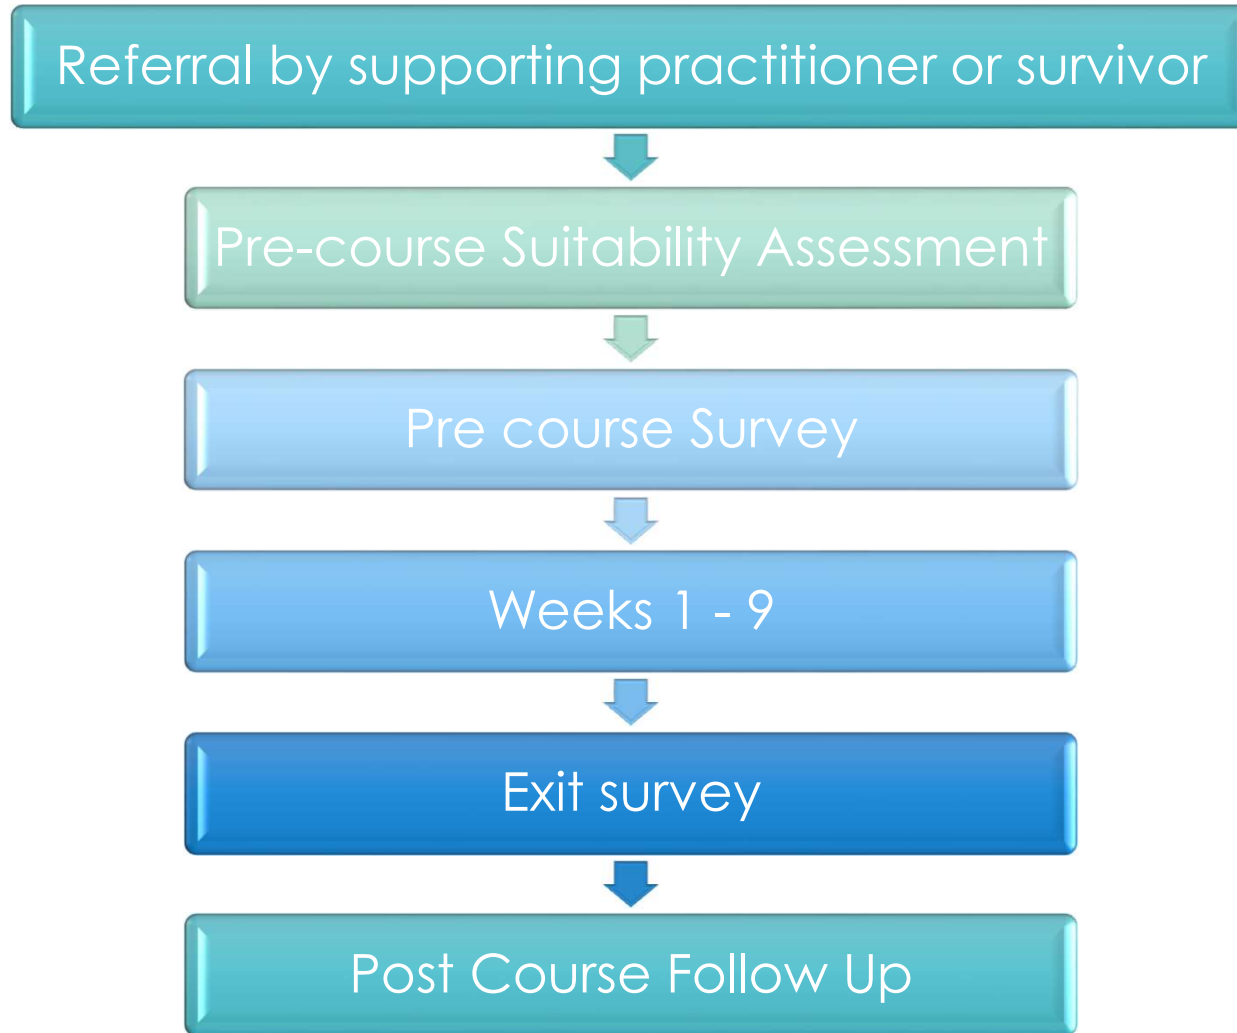 Referral by supporting practitioner or survivor
Pre-course Suitability Assessment
Pre course Survey
Weeks 1 - 9
Exit survey
Post Course Follow Up